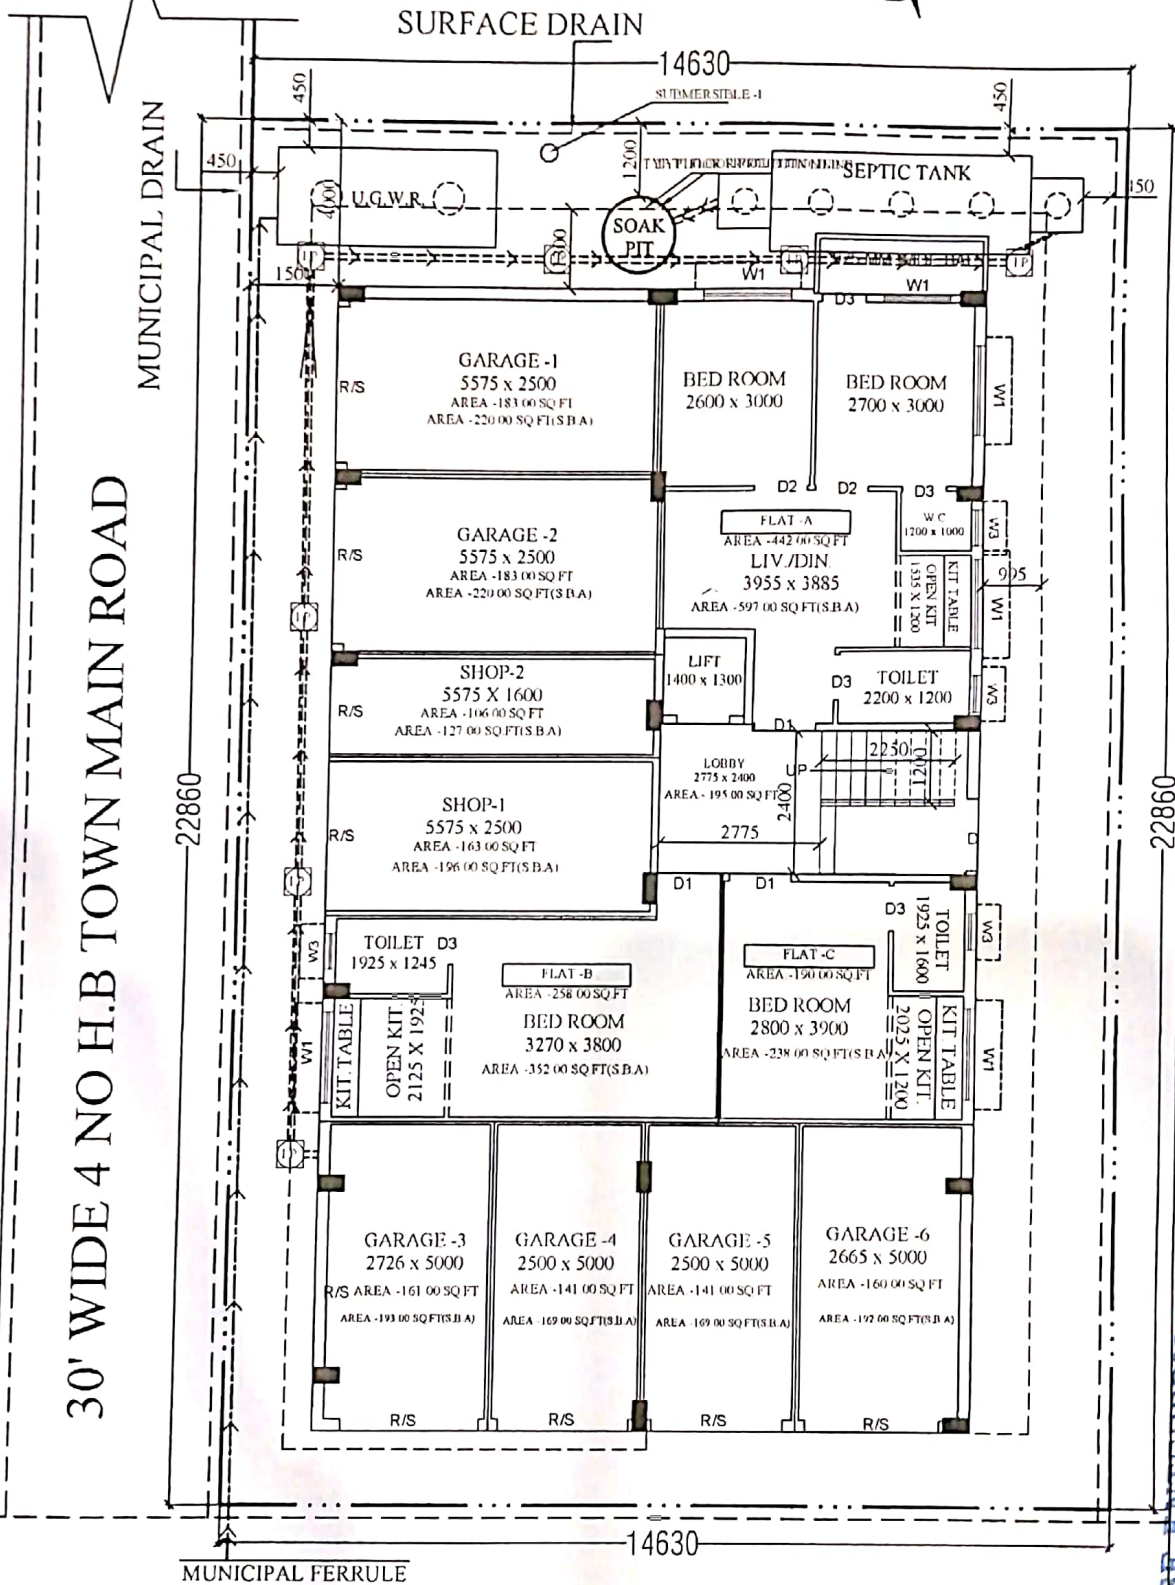 SURFACE DRAIN
14630
SUBMERSIBLE -1
450
450
MUNICIPAL DRAIN
450
1200
SEPTIC TANK
U.G.W.R.
4000
SOAK
PIT
150
W1
W1
D3
GARAGE -1
5575 x 2500
AREA -183.00 SQ.FT
AREA -220.00 SQ.FT(S.B.A)
R/S
BED ROOM
2600 x 3000
BED ROOM
2700 x 3000
W1
D2
D2
D3
GARAGE -2
5575 x 2500
AREA -183.00 SQ.FT
AREA -220.00 SQ.FT(S.B.A)
R/S
FLAT -A
AREA -442.00 SQ.FT
LIV./DIN.
3955 x 3885
AREA -597.00 SQ.FT(S.B.A)
W.C
1200 x 1000
W3
OPEN KIT
1535 X 1200
KIT TABLE
995
W1
SHOP-2
5575 X 1600
AREA -106.00 SQ.FT
AREA -127.00 SQ.FT(S.B.A)
R/S
LIFT
1400 x 1300
D3
TOILET
2200 x 1200
W3
D1
LOBBY
2775 x 2400
AREA - 195.00 SQ.FT
2400
2775
UP
2250
1200
D
SHOP-1
5575 x 2500
AREA -163.00 SQ.FT
AREA -196.00 SQ.FT(S.B.A)
R/S
22860
22860
30' WIDE 4 NO H.B TOWN MAIN ROAD
D1
D1
TOILET
1925 x 1245
D3
W3
FLAT -B
AREA -258.00 SQ.FT
BED ROOM
3270 x 3800
AREA -352.00 SQ.FT(S.B.A)
KIT. TABLE
OPEN KIT.
2125 X 1925
W1
FLAT -C
AREA -190.00 SQ.FT
BED ROOM
2800 x 3900
AREA -238.00 SQ.FT(S.B.A)
D3
TOILET
1925 x 1600
W3
KIT. TABLE
OPEN KIT.
2025 X 1200
W1
GARAGE -3
2726 x 5000
R/S AREA -161.00 SQ.FT
AREA -193.00 SQ.FT(S.B.A)
R/S
GARAGE -4
2500 x 5000
AREA -141.00 SQ.FT
AREA -169.00 SQ.FT(S.B.A)
R/S
GARAGE -5
2500 x 5000
AREA -141.00 SQ.FT
AREA -169.00 SQ.FT(S.B.A)
R/S
GARAGE -6
2665 x 5000
AREA -160.00 SQ.FT
AREA -192.00 SQ.FT(S.B.A)
R/S
14630
MUNICIPAL FERRULE